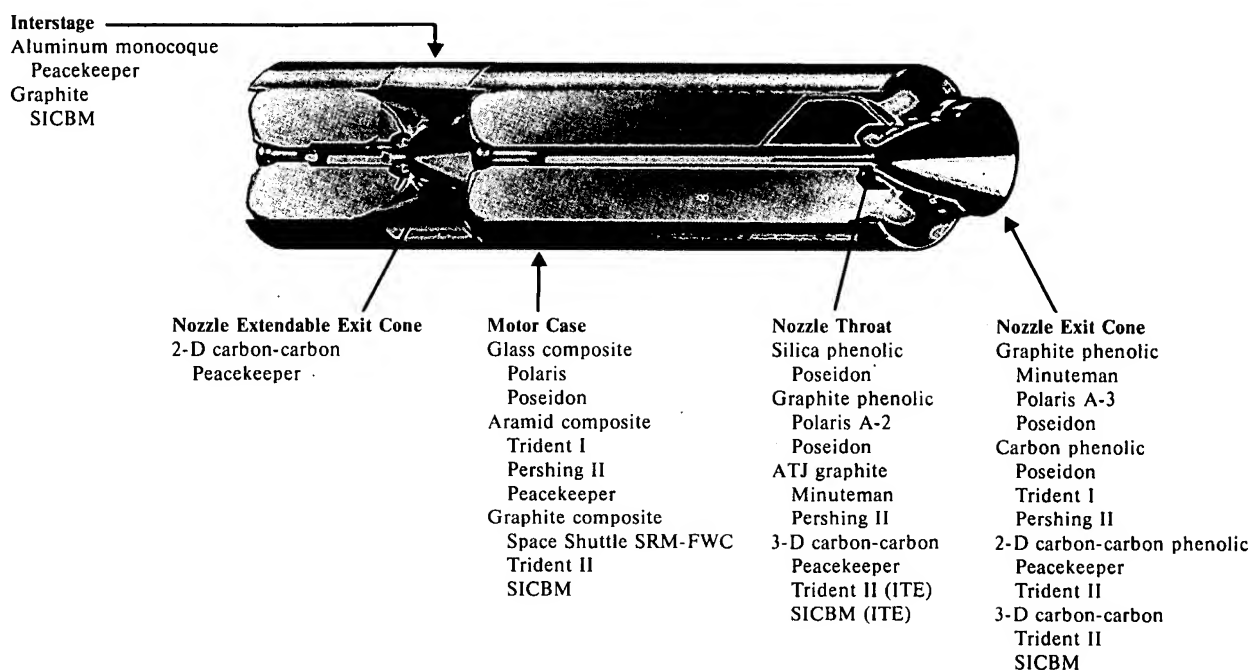 Interstage
Aluminum monocoque
Peacekeeper
Graphite
SICBM
Nozzle Extendable Exit Cone
2-D carbon-carbon
Peacekeeper
Motor Case
Glass composite
Polaris
Poseidon
Aramid composite
Trident I
Pershing II
Peacekeeper
Graphite composite
Space Shuttle SRM-FWC
Trident II
SICBM
Nozzle Throat
Silica phenolic
Poseidon
Graphite phenolic
Polaris A-2
Poseidon
ATJ graphite
Minuteman
Pershing II
3-D carbon-carbon
Peacekeeper
Trident II (ITE)
SICBM (ITE)
Nozzle Exit Cone
Graphite phenolic
Minuteman
Polaris A-3
Poseidon
Carbon phenolic
Poseidon
Trident I
Pershing II
2-D carbon-carbon phenolic
Peacekeeper
Trident II
3-D carbon-carbon
Trident II
SICBM